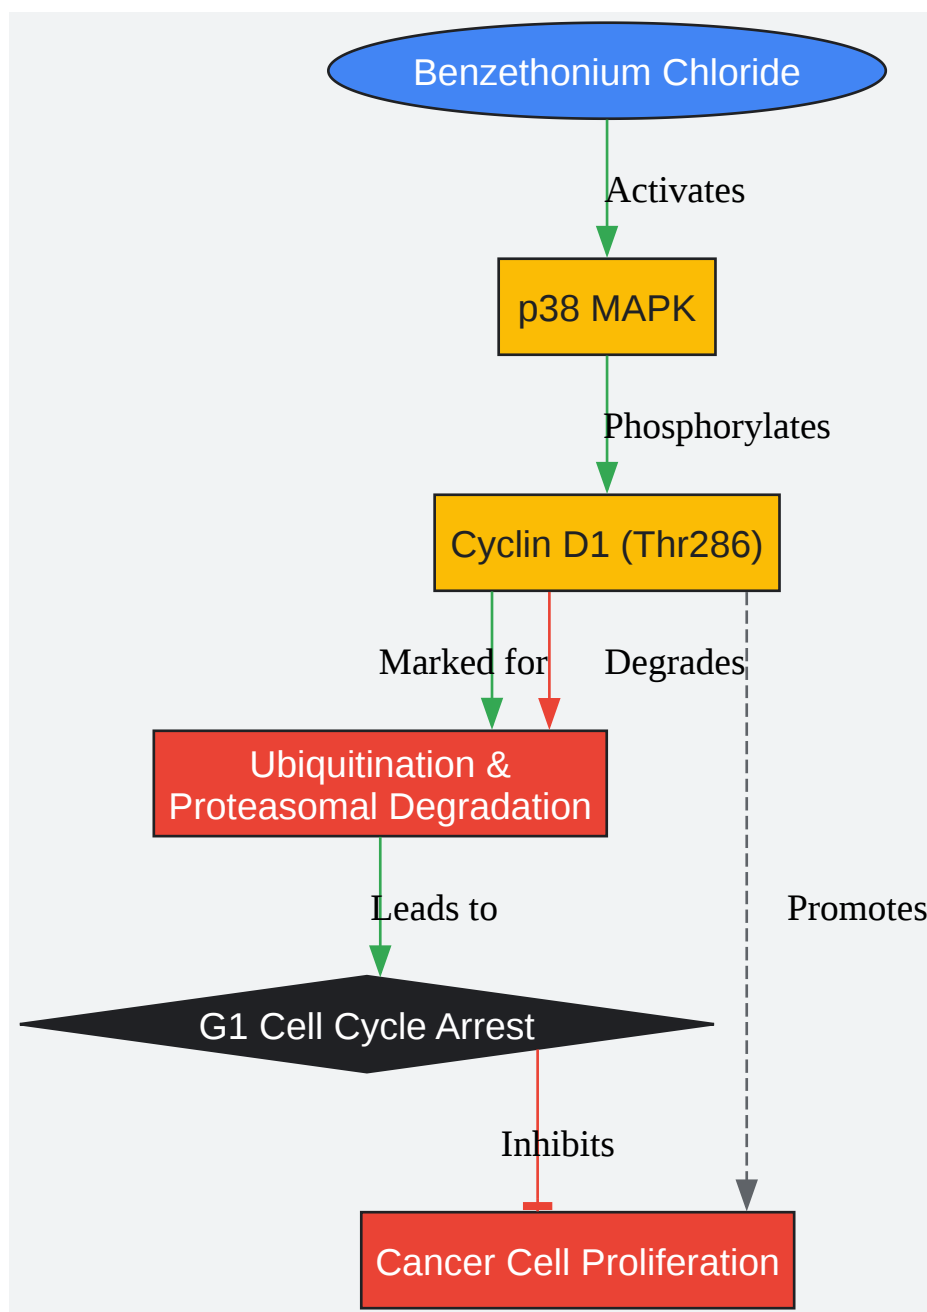 Benzethonium Chloride
Activates
p38 MAPK
Phosphorylates
Cyclin D1 (Thr286)
Marked for
Degrades
Ubiquitination &
Proteasomal Degradation
Leads to
Promotes
G1 Cell Cycle Arrest
Inhibits
Cancer Cell Proliferation